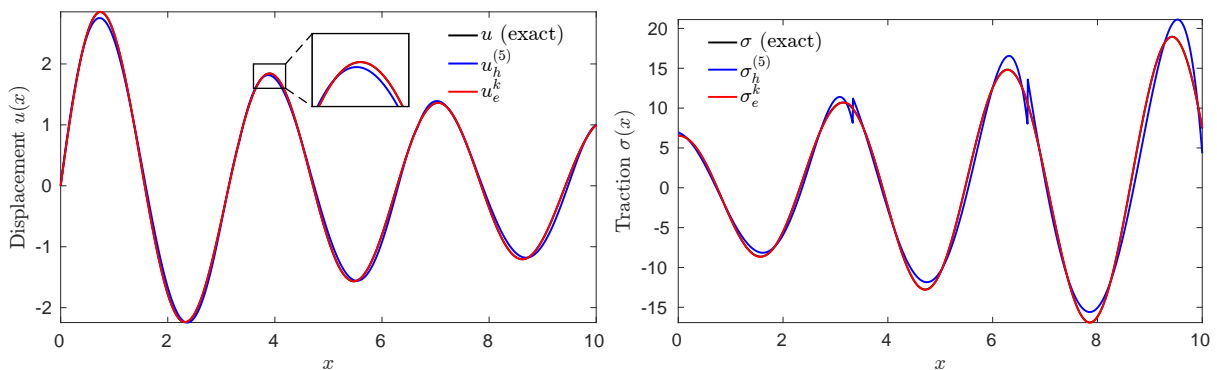 Displacement u(x)
2
1
0
-1
-2
0 2 4 6 8 10
x
u (exact)
u_h^{(5)}
u_e^k
Traction σ(x)
20
15
10
5
0
-5
-10
-15
0 2 4 6 8 10
x
σ (exact)
σ_h^{(5)}
σ_e^k